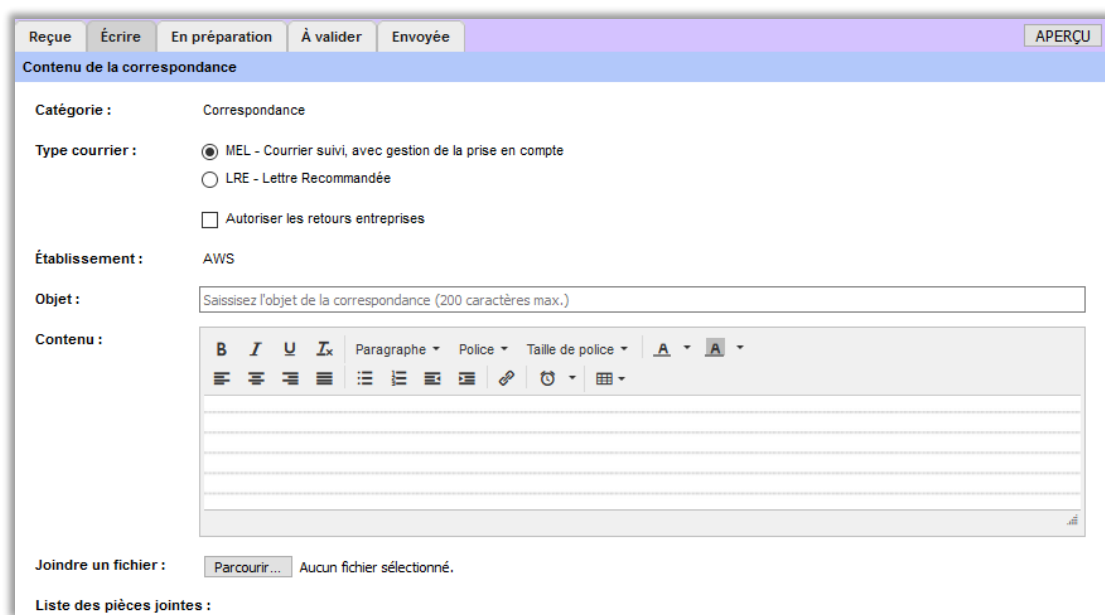 Reçue Écrire En préparation À valider Envoyée APERÇU
Contenu de la correspondance
Catégorie : Correspondance
Type courrier : MEL - Courrier suivi, avec gestion de la prise en compte
LRE - Lettre Recommandée
Autoriser les retours entreprises
Établissement : AWS
Objet : Saisissez l'objet de la correspondance (200 caractères max.)
Contenu : B I U Tx Paragraphe Police Taille de police A A
Joindre un fichier : Parcourir... Aucun fichier sélectionné.
Liste des pièces jointes :